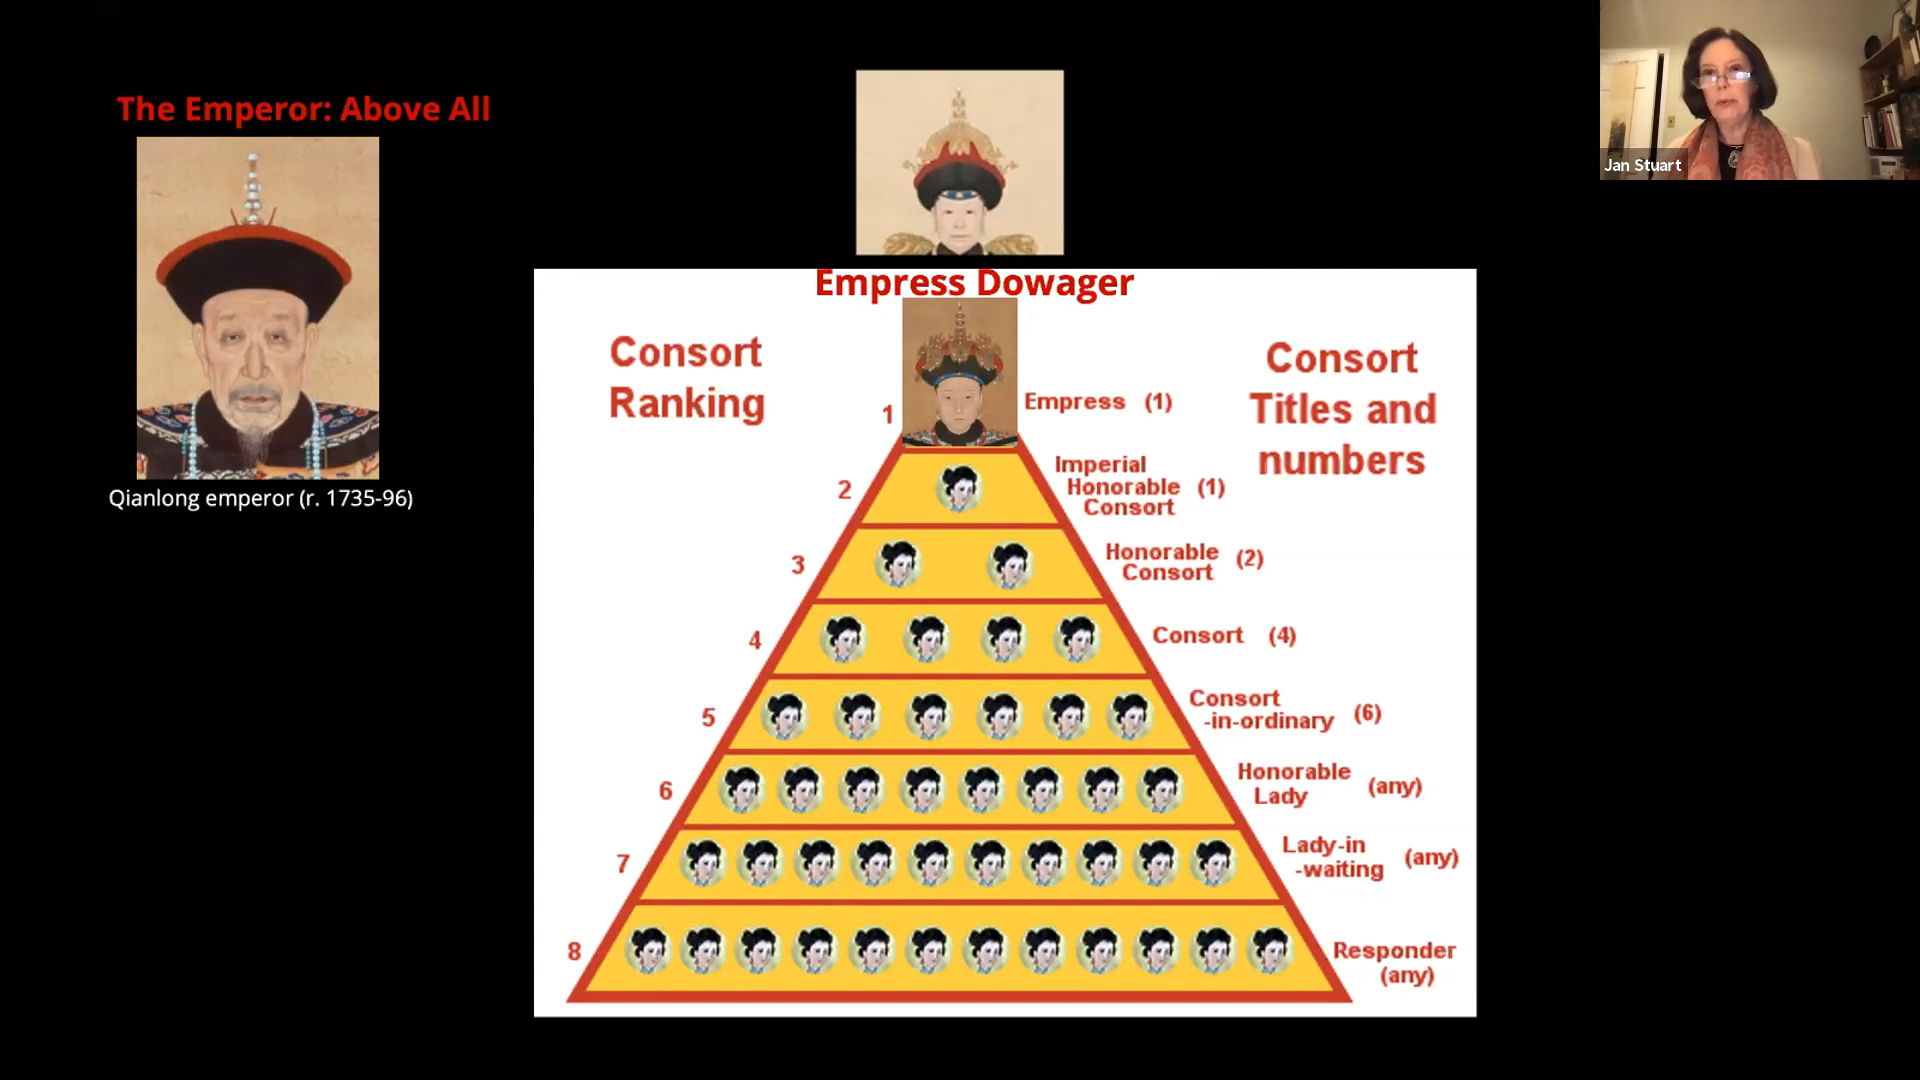 The Emperor: Above All
Qianlong emperor (r. 1735-96)
Jan Stuart
Empress Dowager
Consort
Ranking
Consort
Titles and
numbers
1
Empress (1)
2
Imperial
Honorable (1)
Consort
3
Honorable (2)
Consort
4
Consort (4)
5
Consort
-in-ordinary (6)
6
Honorable
Lady (any)
7
Lady-in
-waiting (any)
8
Responder
(any)